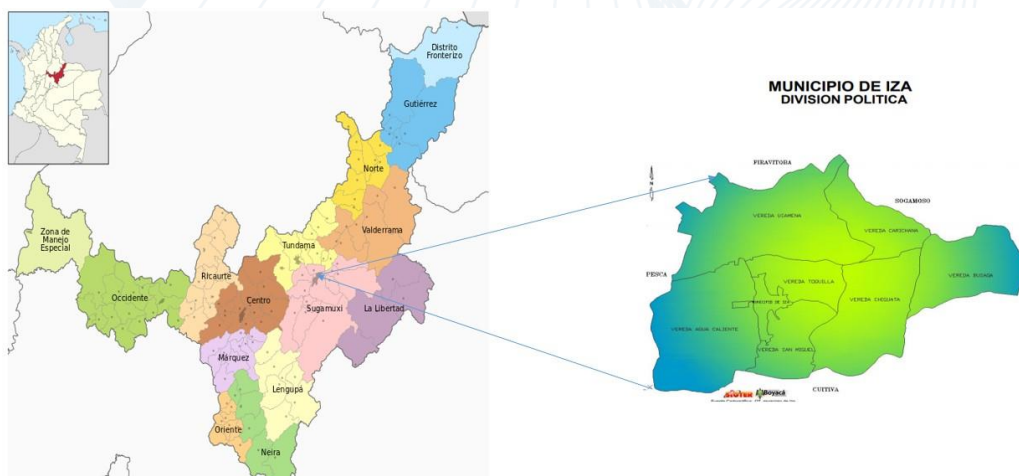 Distrito
Fronterizo
Gutiérrez
Norte
Zona de
Manejo
Especial
Tundama
Valderrama
Ricaurte
Occidente
Centro
Sugamuxi
La Libertad
Márquez
Lengupá
Oriente
Neira
MUNICIPIO DE IZA
DIVISION POLITICA
FIRAVITOBA
SOGAMOSO
VEREDA USAMENA
VEREDA CARICHANA
PESCA
VEREDA BUSAGA
VEREDA TOQUILLA
VEREDA CHIQUATA
VEREDA AGUA CALIENTE
VEREDA SAN MIGUEL
CUITIVA
Boyacá